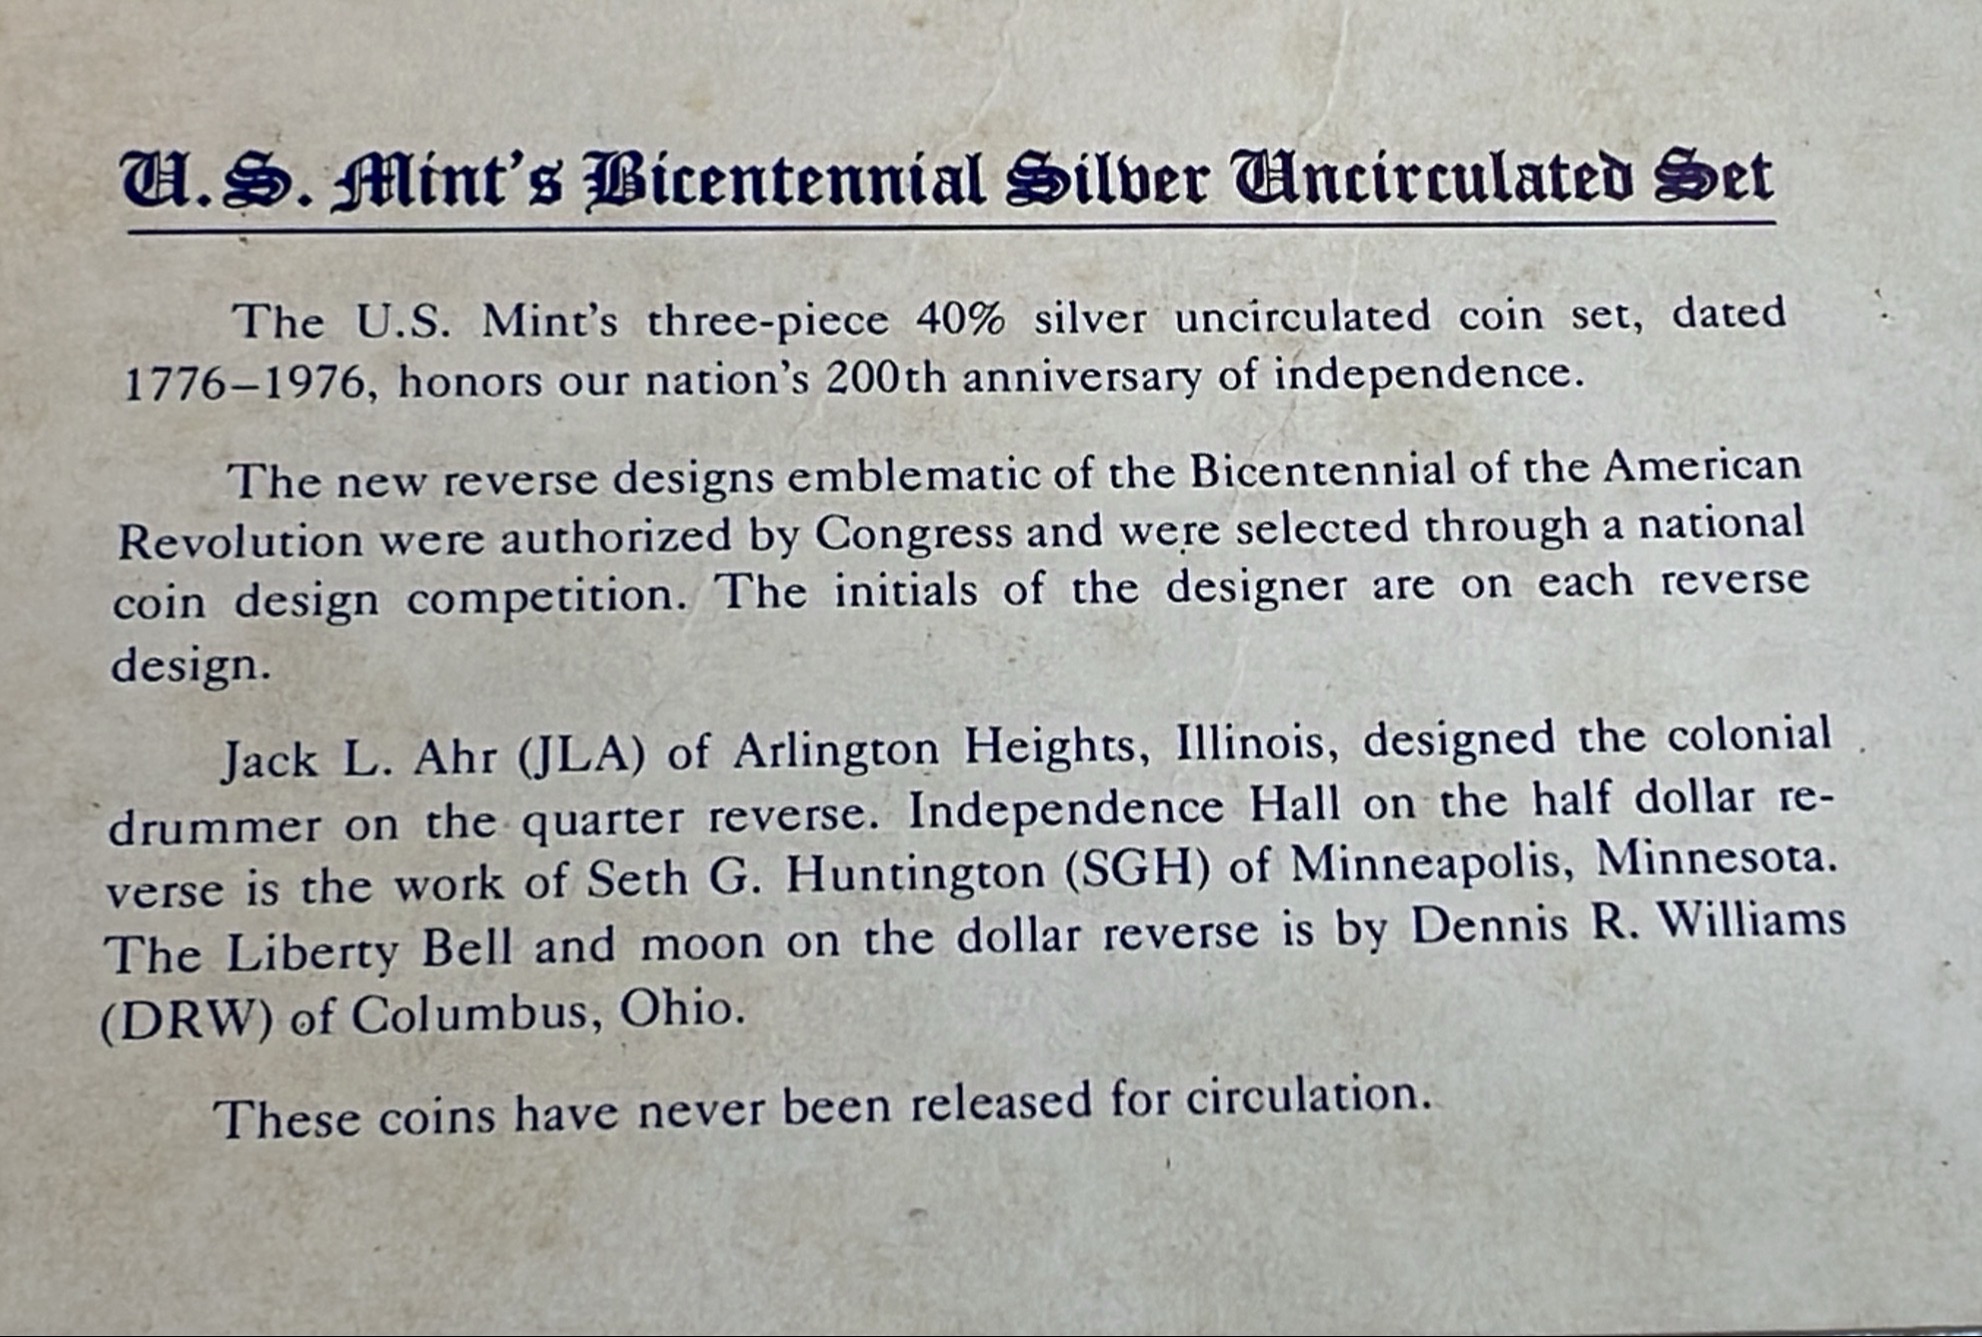 U.S. Mint's Bicentennial Silver Uncirculated Set
The U.S. Mint's three-piece 40% silver uncirculated coin set, dated
1776–1976, honors our nation's 200th anniversary of independence.
The new reverse designs emblematic of the Bicentennial of the American
Revolution were authorized by Congress and were selected through a national
coin design competition. The initials of the designer are on each reverse
design.
Jack L. Ahr (JLA) of Arlington Heights, Illinois, designed the colonial
drummer on the quarter reverse. Independence Hall on the half dollar re-
verse is the work of Seth G. Huntington (SGH) of Minneapolis, Minnesota.
The Liberty Bell and moon on the dollar reverse is by Dennis R. Williams
(DRW) of Columbus, Ohio.
These coins have never been released for circulation.